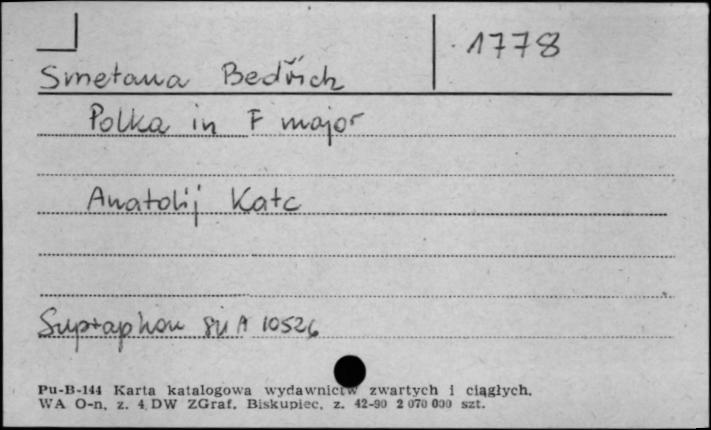 1778
Smetana Bedřich
Polka in F major
Anatolij Katc
Supraphon SU A 10526
Pu-B-144 Karta katalogowa wydawnictw zwartych i ciągłych.
WA O-n. z. 4 DW ZGraf. Biskupiec. z. 42-90 2 070 000 szt.